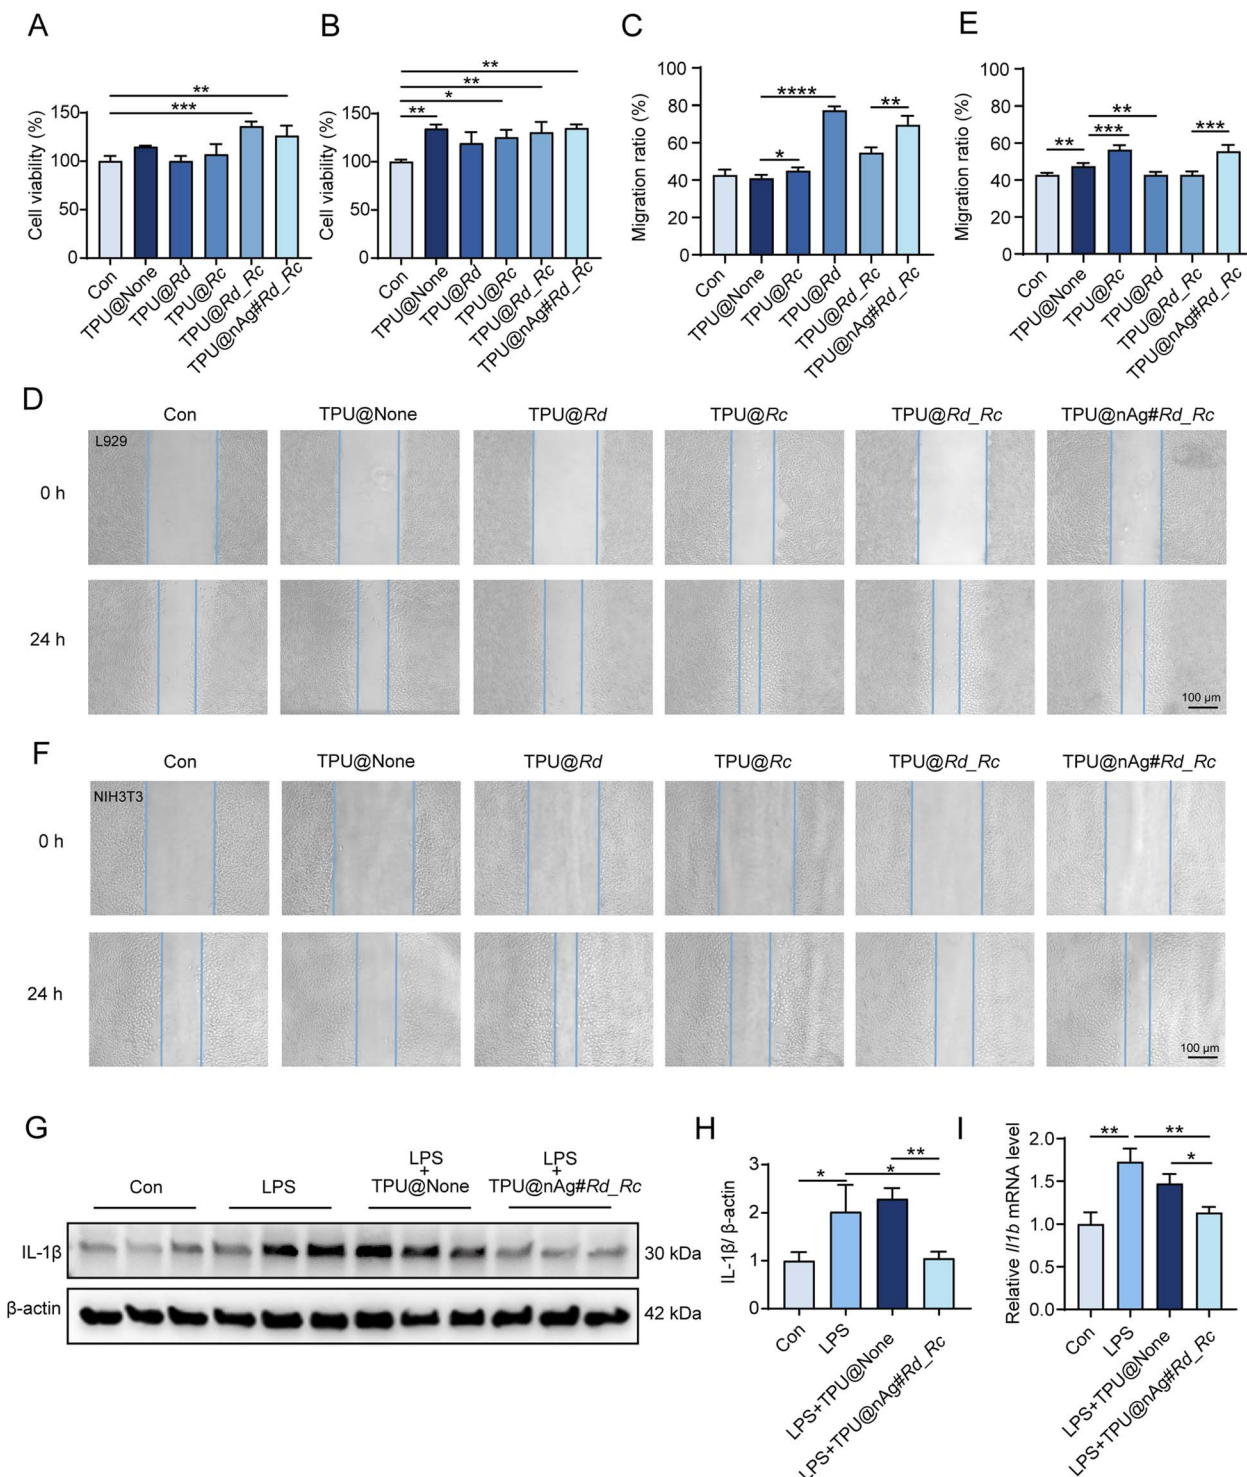 A
Cell viability (%)
150
100
50
0
**
***
Con
TPU@None
TPU@Rd
TPU@Rc
TPU@Rd_Rc
TPU@nAg#Rd_Rc
B
Cell viability (%)
150
100
50
0
**
**
*
**
Con
TPU@None
TPU@Rd
TPU@Rc
TPU@Rd_Rc
TPU@nAg#Rd_Rc
C
Migration ratio (%)
100
80
60
40
20
0
****
**
*
Con
TPU@None
TPU@Rc
TPU@Rd
TPU@Rd_Rc
TPU@nAg#Rd_Rc
E
Migration ratio (%)
100
80
60
40
20
0
**
***
**
***
Con
TPU@None
TPU@Rc
TPU@Rd
TPU@Rd_Rc
TPU@nAg#Rd_Rc
D
Con TPU@None TPU@Rd TPU@Rc TPU@Rd_Rc TPU@nAg#Rd_Rc
L929
0 h
24 h
100 µm
F
Con TPU@None TPU@Rd TPU@Rc TPU@Rd_Rc TPU@nAg#Rd_Rc
NIH3T3
0 h
24 h
100 µm
G
Con
LPS
LPS
+
TPU@None
LPS
+
TPU@nAg#Rd_Rc
IL-1β
30 kDa
β-actin
42 kDa
H
IL-1β/ β-actin
3
2
1
0
**
*
*
Con
LPS
LPS+TPU@None
LPS+TPU@nAg#Rd_Rc
I
Relative Il1b mRNA level
2.0
1.5
1.0
0.5
0.0
**
**
*
Con
LPS
LPS+TPU@None
LPS+TPU@nAg#Rd_Rc